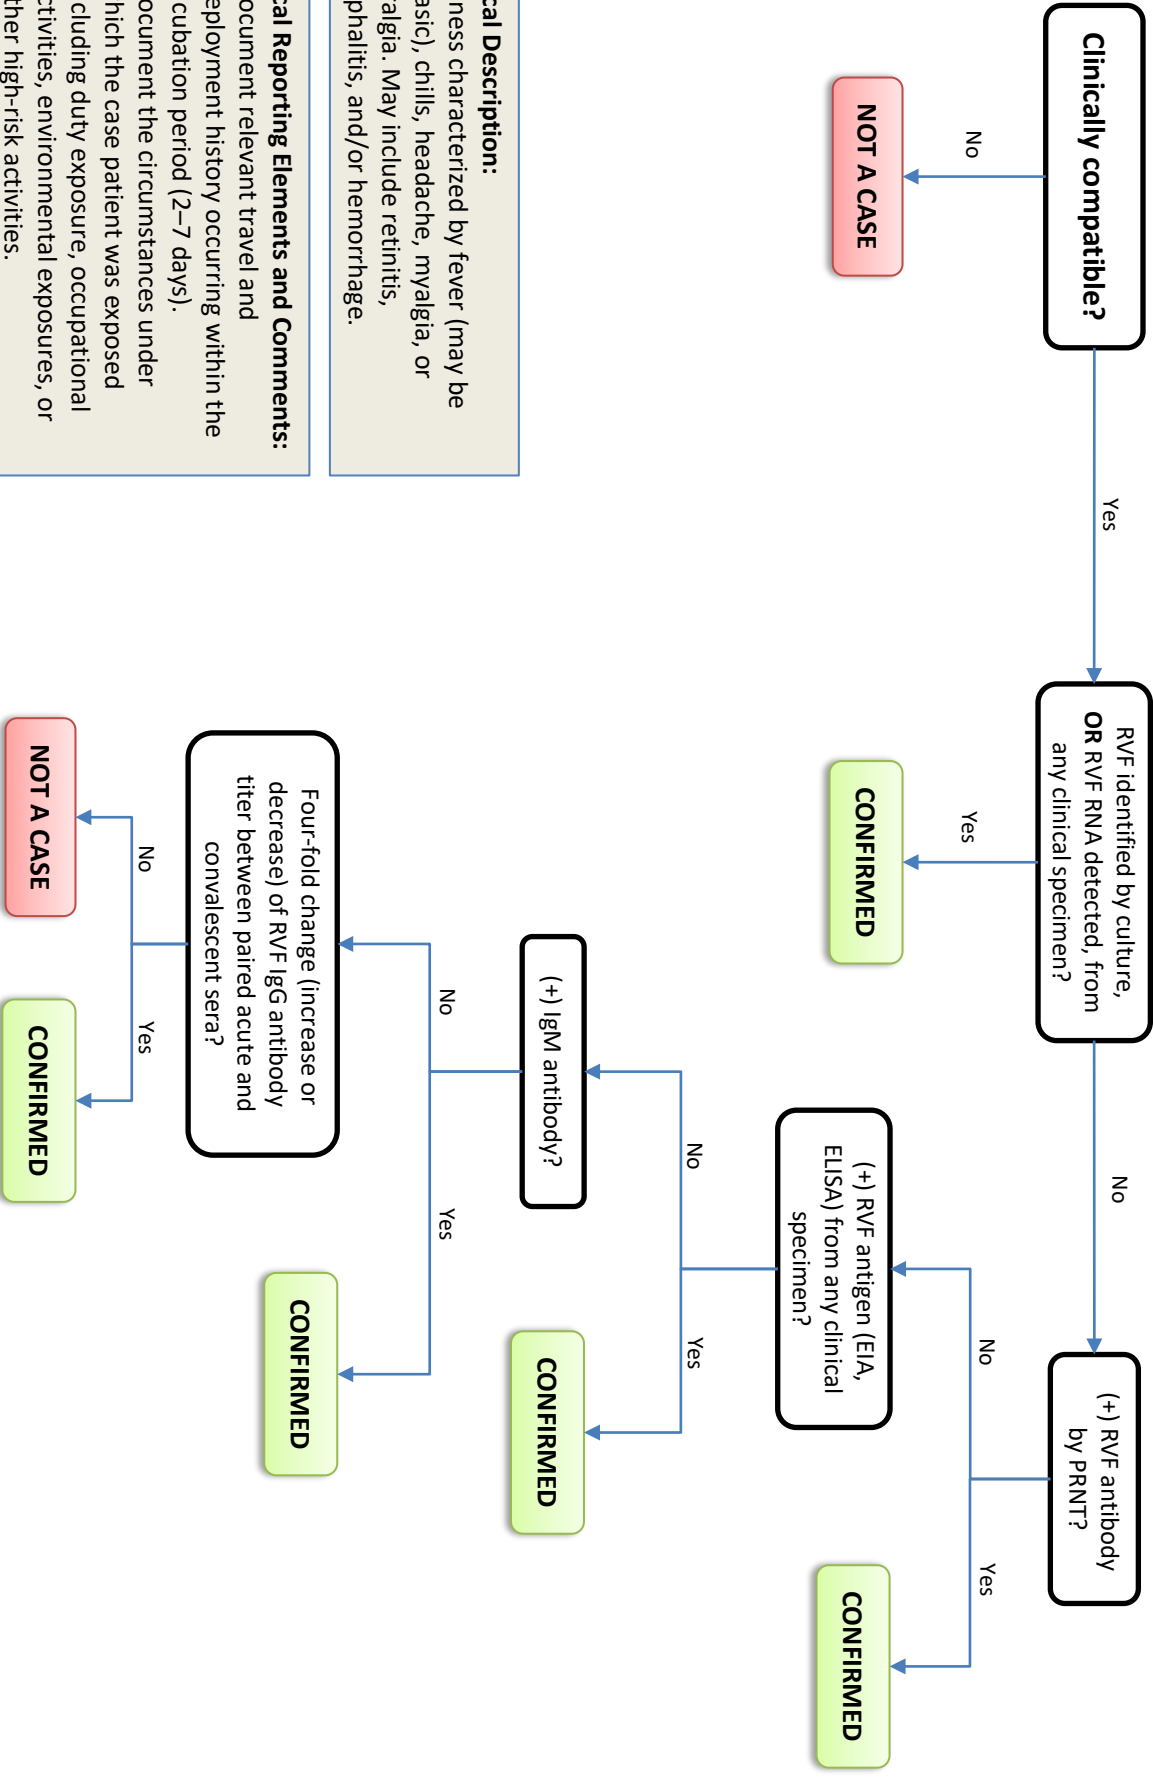 Clinically compatible?
Yes
No
NOT A CASE
RVF identified by culture,
OR RVF RNA detected, from
any clinical specimen?
Yes
CONFIRMED
No
(+) RVF antibody
by PRNT?
No
Yes
CONFIRMED
(+) RVF antigen (EIA,
ELISA) from any clinical
specimen?
No
Yes
CONFIRMED
(+) IgM antibody?
No
Yes
CONFIRMED
Four-fold change (increase or
decrease) of RVF IgG antibody
titer between paired acute and
convalescent sera?
No
Yes
NOT A CASE
CONFIRMED
cal Description:
ness characterized by fever (may be
asic), chills, headache, myalgia, or
ralgia. May include retinitis,
phalitis, and/or hemorrhage.
cal Reporting Elements and Comments:
ocument relevant travel and
eployment history occurring within the
cubation period (2–7 days).
ocument the circumstances under
hich the case patient was exposed
cluding duty exposure, occupational
ctivities, environmental exposures, or
ther high-risk activities.